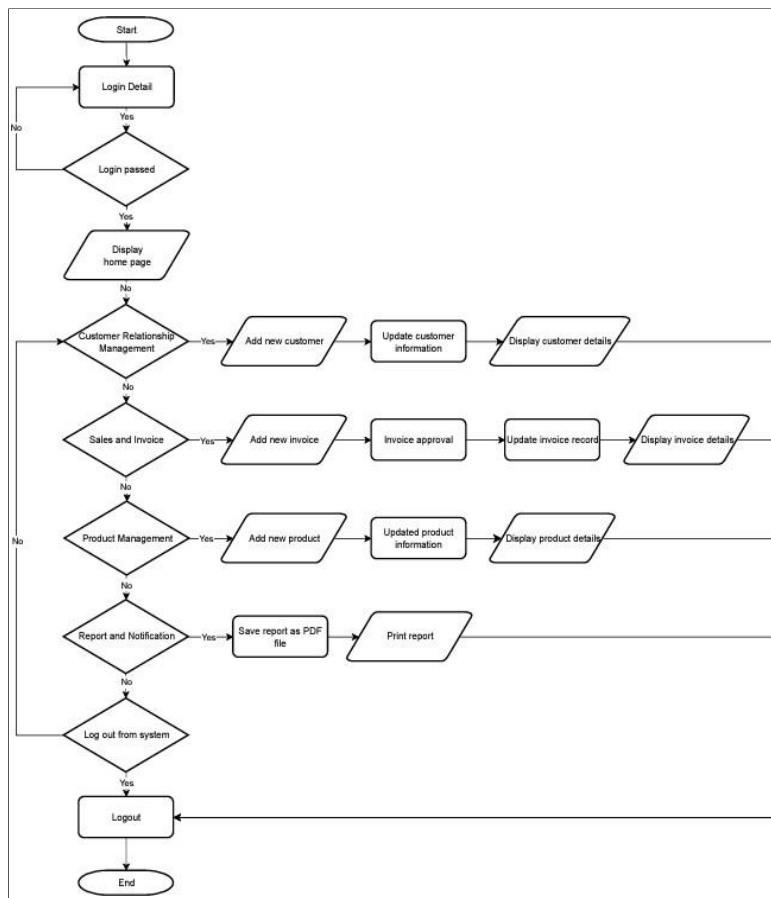 Start
Login Detail
Yes
No
Login passed
Yes
Display
home page
No
Customer Relationship
Management
Yes
Add new customer
Update customer
information
Display customer details
No
Sales and Invoice
Yes
Add new invoice
Invoice approval
Update invoice record
Display invoice details
No
Product Management
Yes
Add new product
Updated product
information
Display product details
No
No
Report and Notification
Yes
Save report as PDF
file
Print report
No
Log out from system
Yes
Logout
End